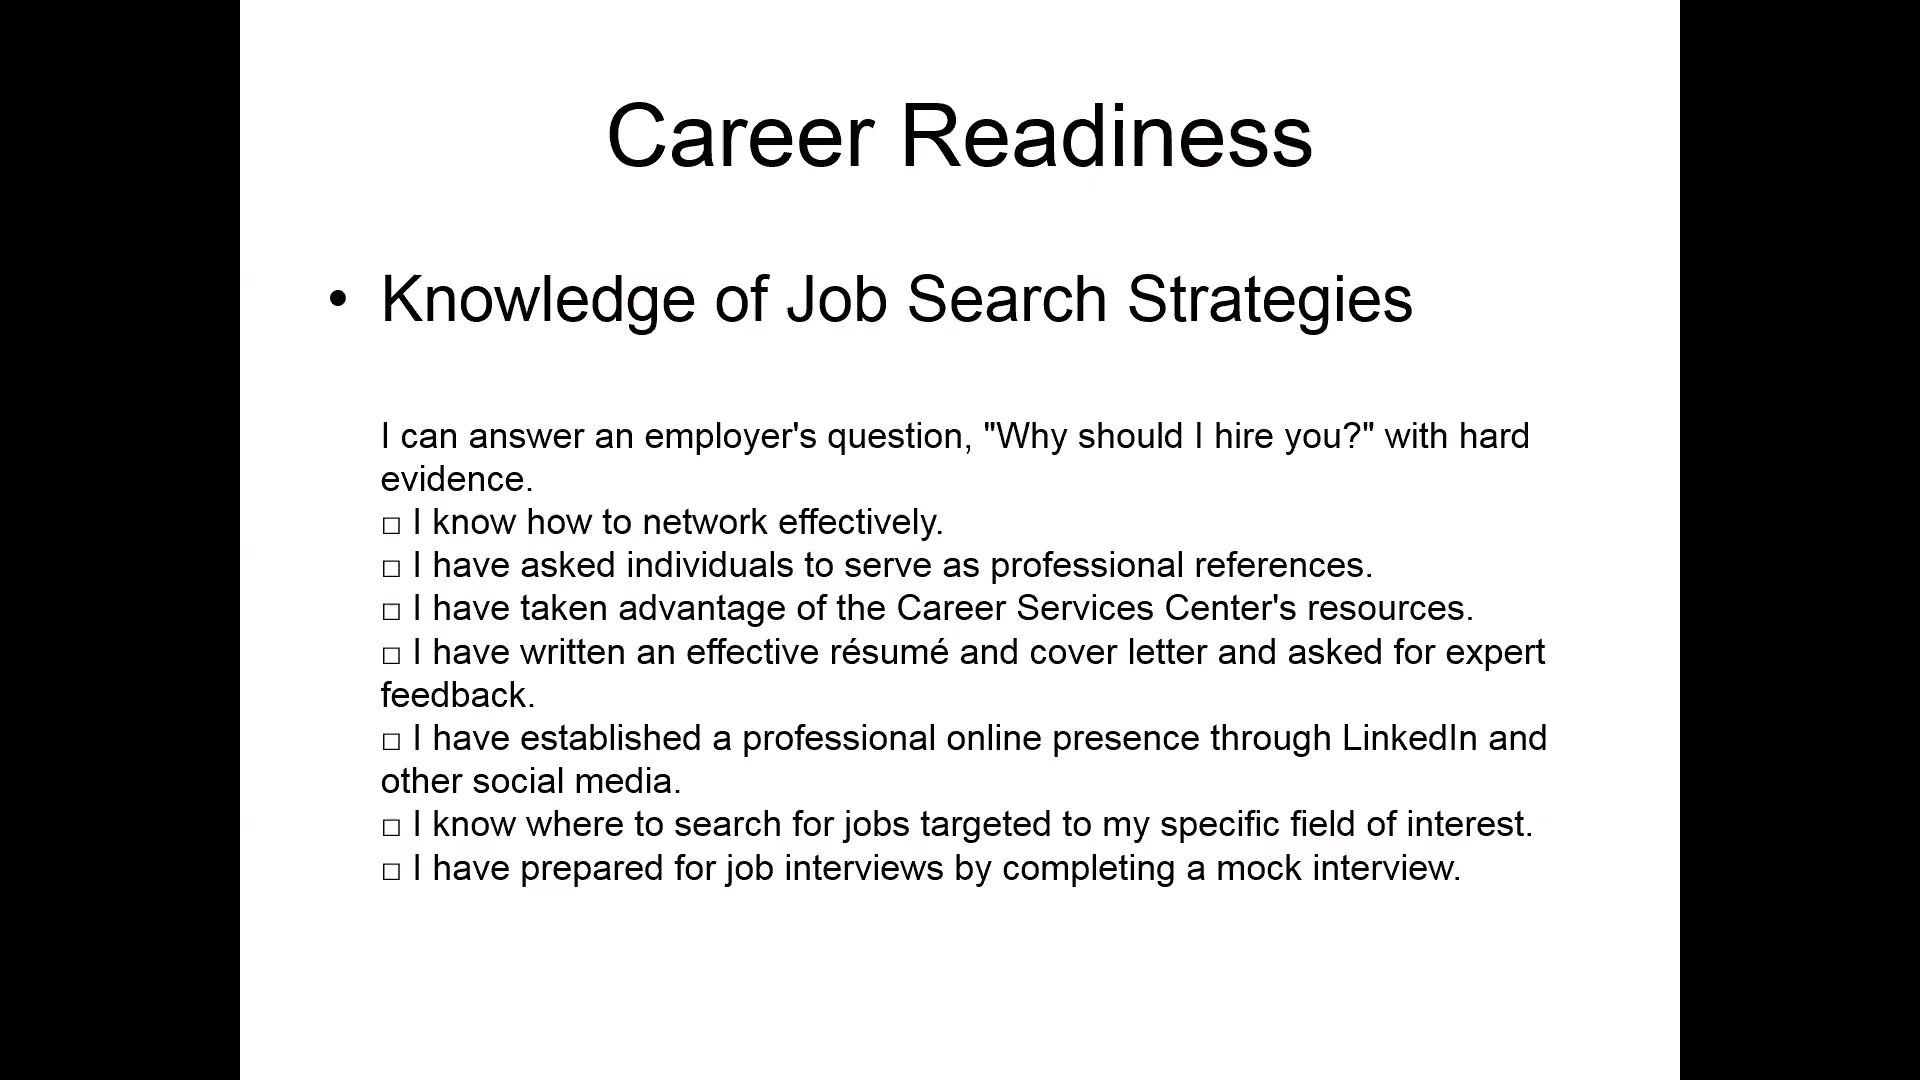 Career Readiness
• Knowledge of Job Search Strategies
I can answer an employer's question, "Why should I hire you?" with hard
evidence.
□ I know how to network effectively.
□ I have asked individuals to serve as professional references.
□ I have taken advantage of the Career Services Center's resources.
□ I have written an effective résumé and cover letter and asked for expert
feedback.
□ I have established a professional online presence through LinkedIn and
other social media.
□ I know where to search for jobs targeted to my specific field of interest.
□ I have prepared for job interviews by completing a mock interview.